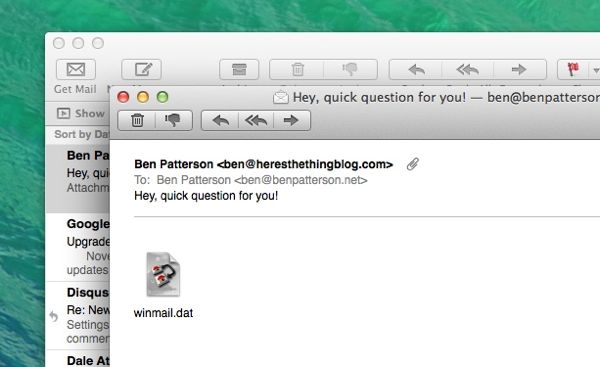 Get Mail
Show
Sort by Da
Ben Pa
Hey, quic
Attachm
Google
Upgrade
Nove
updates
Disqus
Re: New
Settings
commen
Dale At
Hey, quick question for you! — ben@benpatterson
Ben Patterson <ben@heresthethingblog.com>
To: Ben Patterson <ben@benpatterson.net>
Hey, quick question for you!
winmail.dat